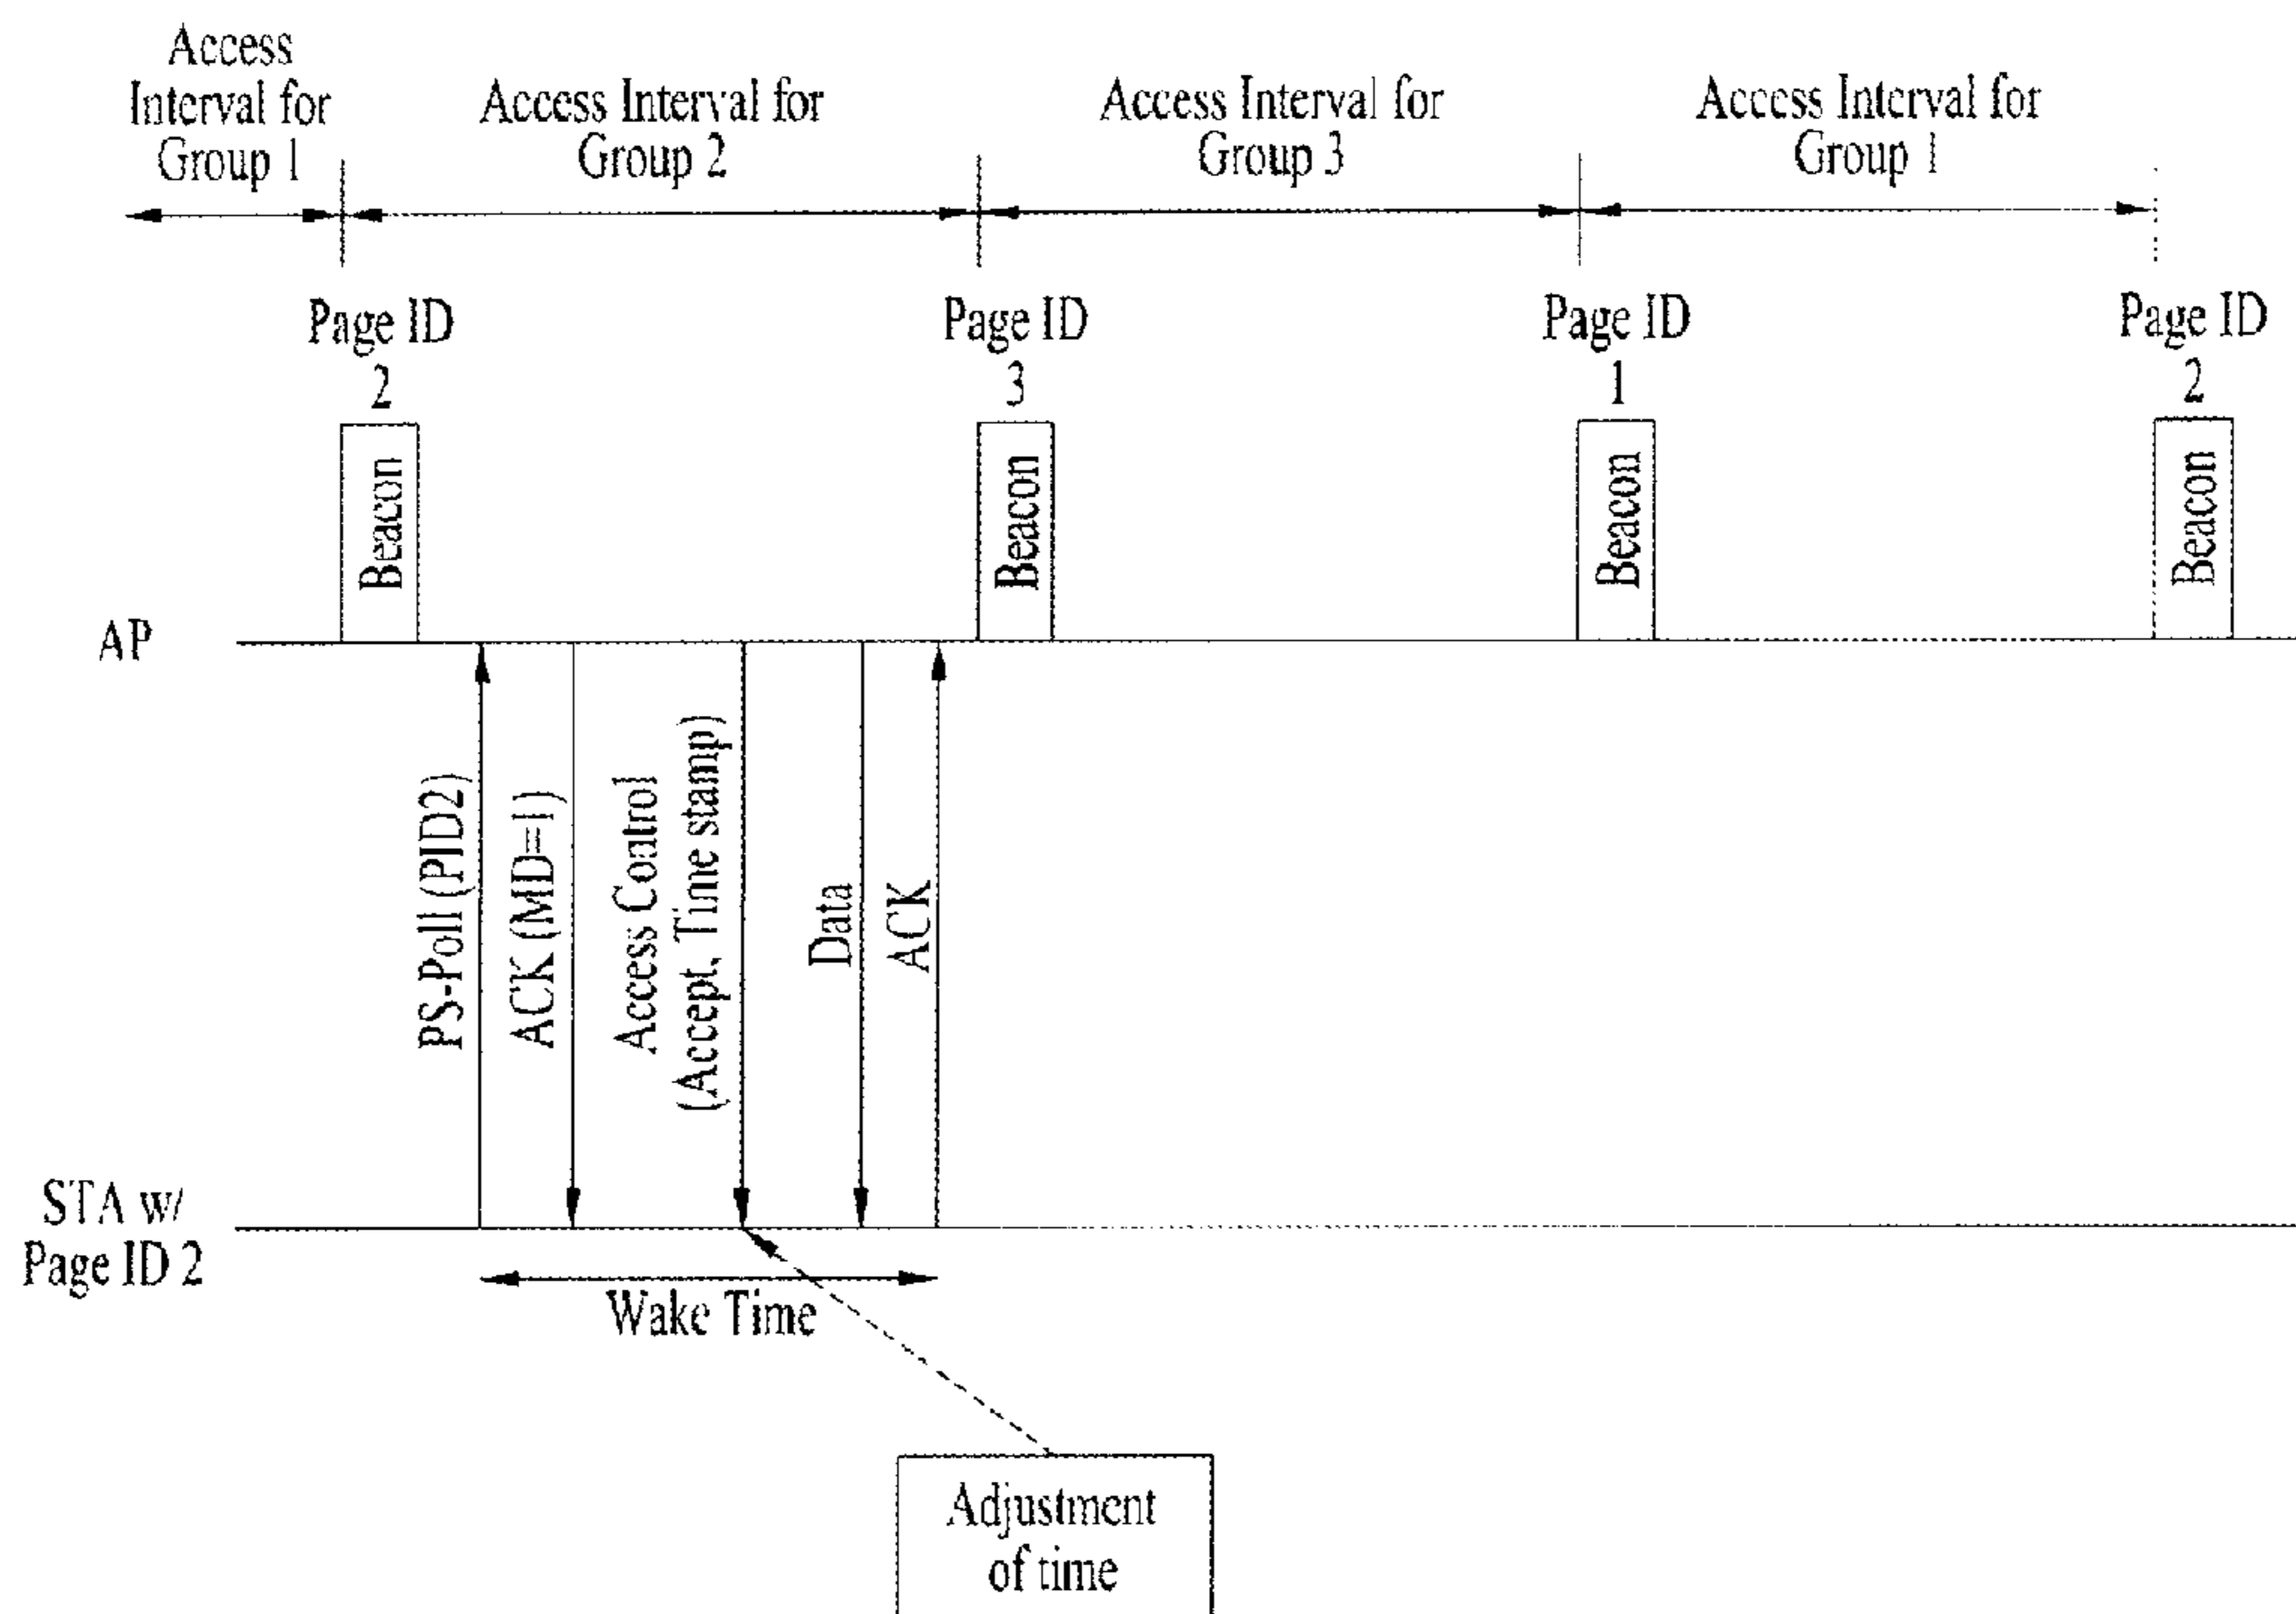 Access
Interval for
Group 1
Access Interval for
Group 2
Access Interval for
Group 3
Access Interval for
Group 1
Page ID
2
Page ID
3
Page ID
1
Page ID
2
Beacon
Beacon
Beacon
Beacon
AP
PS-Poll (PID2)
ACK (MD=1)
Access Control
(Accept, Time stamp)
Data
ACK
STA w/
Page ID 2
Wake Time
Adjustment
of time